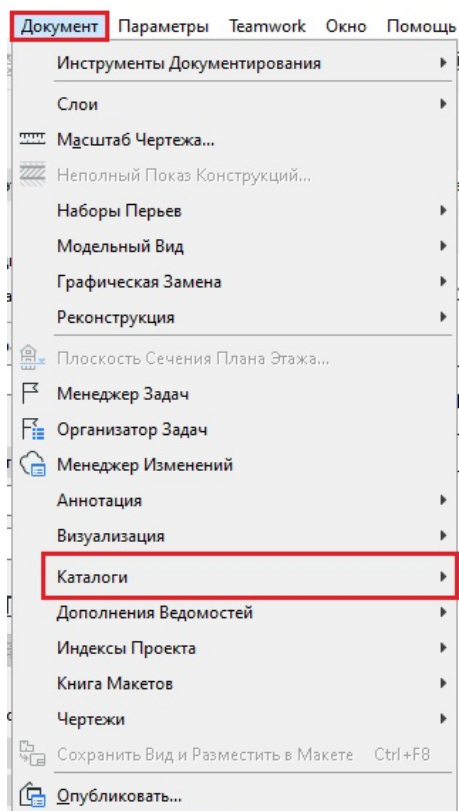 Документ Параметры Teamwork Окно Помощь
Инструменты Документирования
Слои
Масштаб Чертежа...
Неполный Показ Конструкций...
Наборы Перьев
Модельный Вид
Графическая Замена
Реконструкция
Плоскость Сечения Плана Этажа...
Менеджер Задач
Организатор Задач
Менеджер Изменений
Аннотация
Визуализация
Каталоги
Дополнения Ведомостей
Индексы Проекта
Книга Макетов
Чертежи
Сохранить Вид и Разместить в Макете Ctrl+F8
Опубликовать...